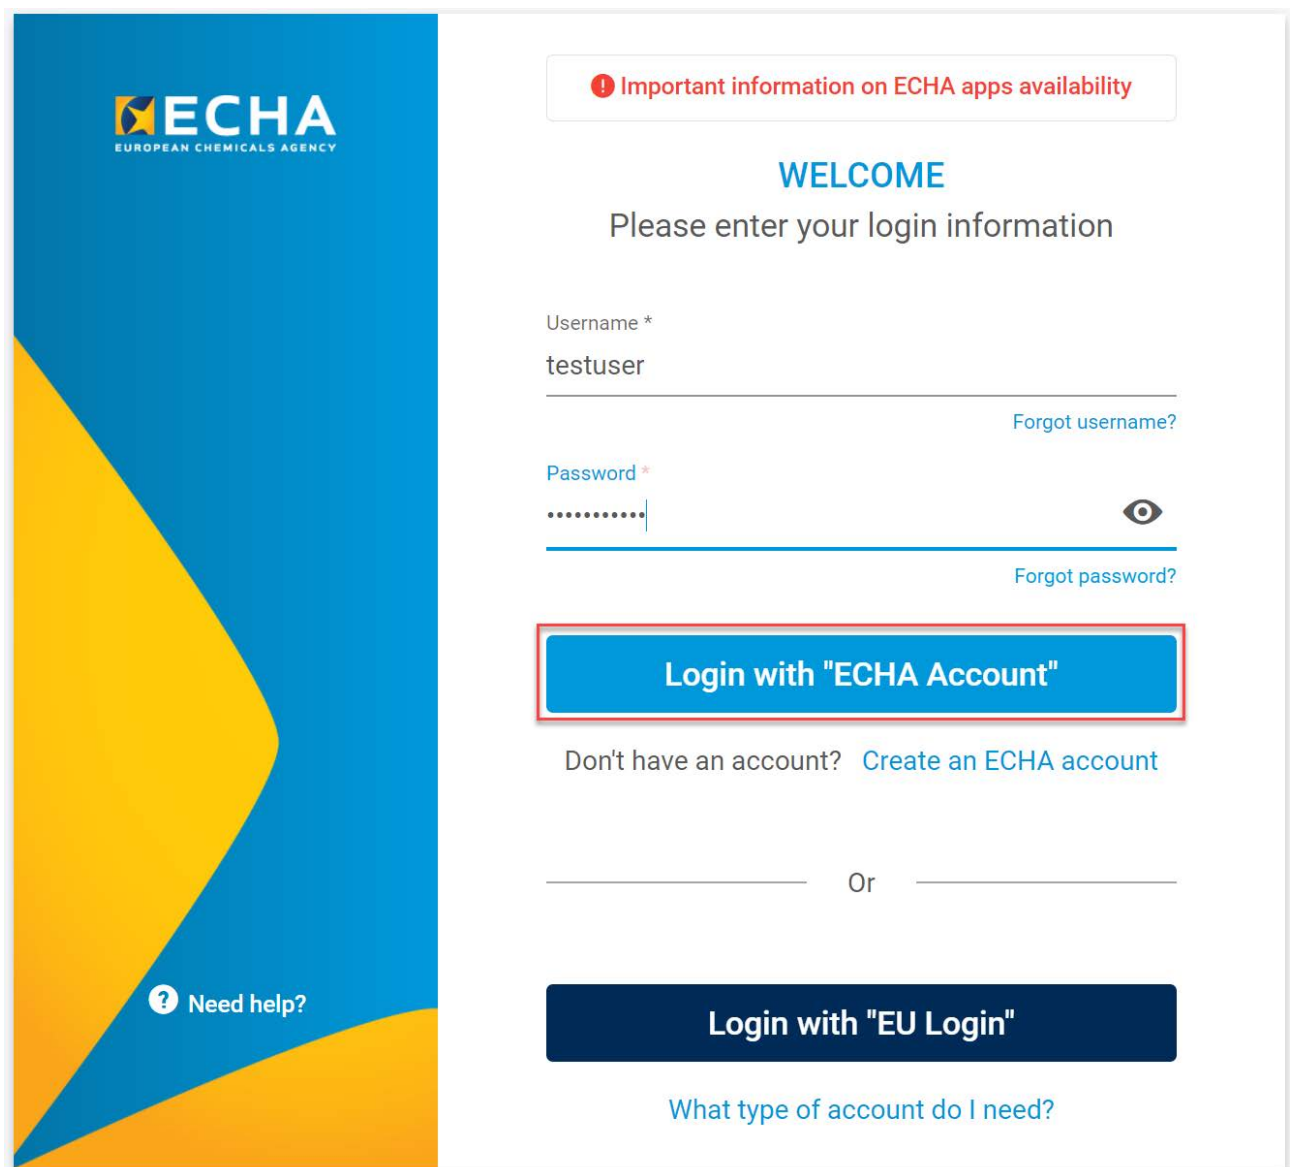 ECHA
EUROPEAN CHEMICALS AGENCY
Need help?
Important information on ECHA apps availability
WELCOME
Please enter your login information
Username *
testuser
Forgot username?
Password *
•••••••••••
Forgot password?
Login with "ECHA Account"
Don't have an account? Create an ECHA account
Or
Login with "EU Login"
What type of account do I need?